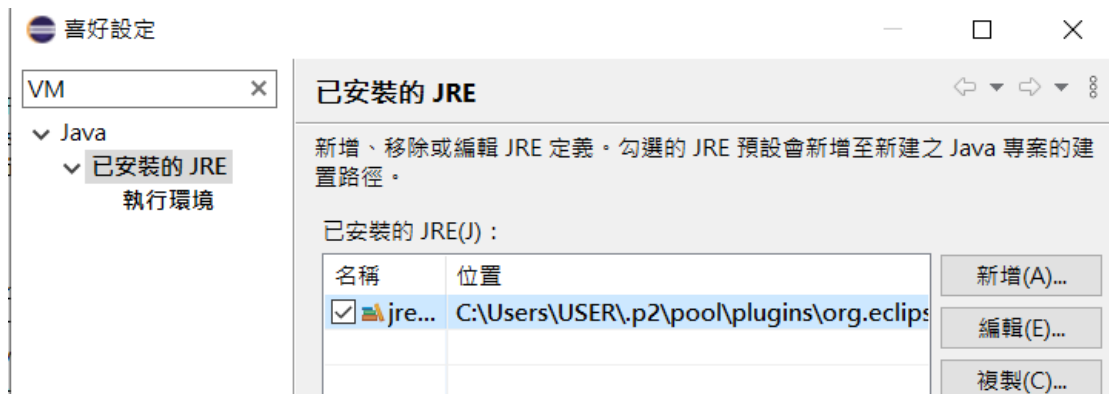 喜好設定
VM
Java
已安裝的 JRE
執行環境
已安裝的 JRE
新增、移除或編輯 JRE 定義。勾選的 JRE 預設會新增至新建之 Java 專案的建
置路徑。
已安裝的 JRE(J)：
名稱 位置
jre... C:\Users\USER\.p2\pool\plugins\org.eclips
新增(A)...
編輯(E)...
複製(C)...